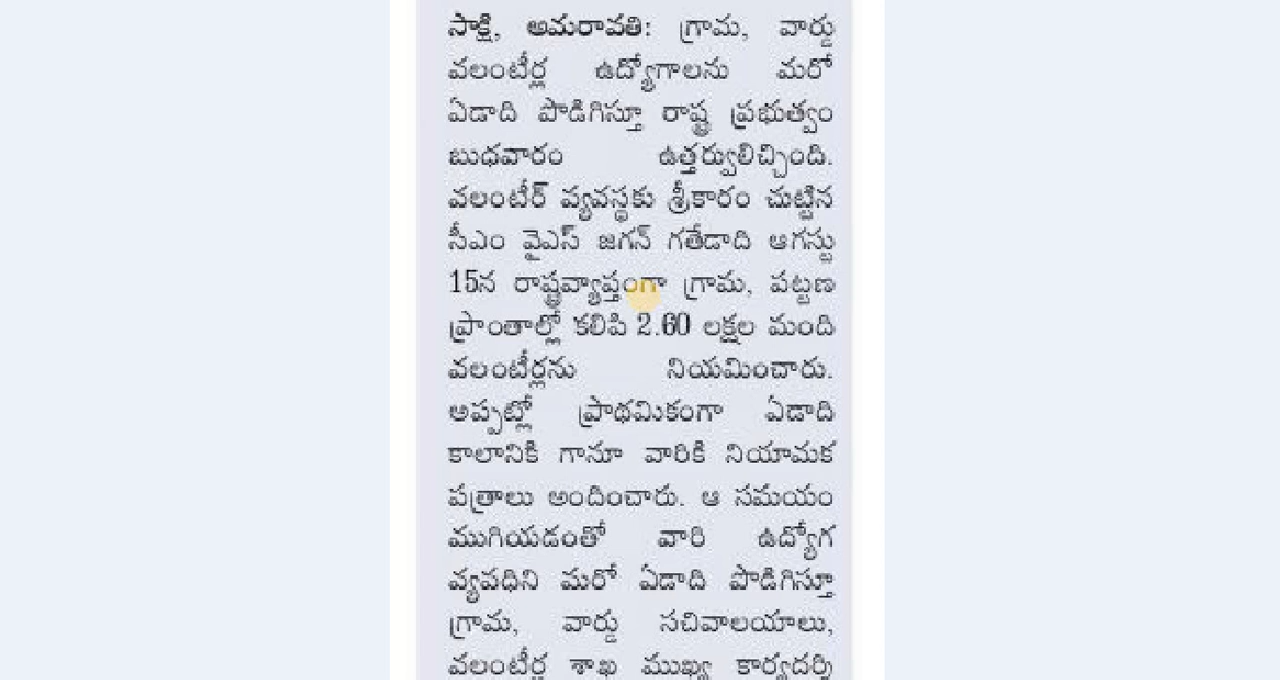 సాక్షి, అమరావతి: గ్రామ, వార్డు
వలంటీర్ల ఉద్యోగాలను మరో
ఏడాది పొడిగిస్తూ రాష్ట్ర ప్రభుత్వం
బుధవారం ఉత్తర్వులిచ్చింది.
వలంటీర్ వ్యవస్థకు శ్రీకారం చుట్టిన
సీఎం వైఎస్ జగన్ గతేడాది ఆగస్టు
15న రాష్ట్రవ్యాప్తంగా గ్రామ, పట్టణ
ప్రాంతాల్లో కలిపి 2.60 లక్షల మంది
వలంటీర్లను నియమించారు.
అప్పట్లో ప్రాథమికంగా ఏడాది
కాలానికి గానూ వారికి నియామక
పత్రాలు అందించారు. ఆ సమయం
ముగియడంతో వారి ఉద్యోగ
వ్యవధిని మరో ఏడాది పొడిగిస్తూ
గ్రామ, వార్డు సచివాలయాలు,
వలంటీర్ల శాఖ ముఖ్య కార్యదర్శి